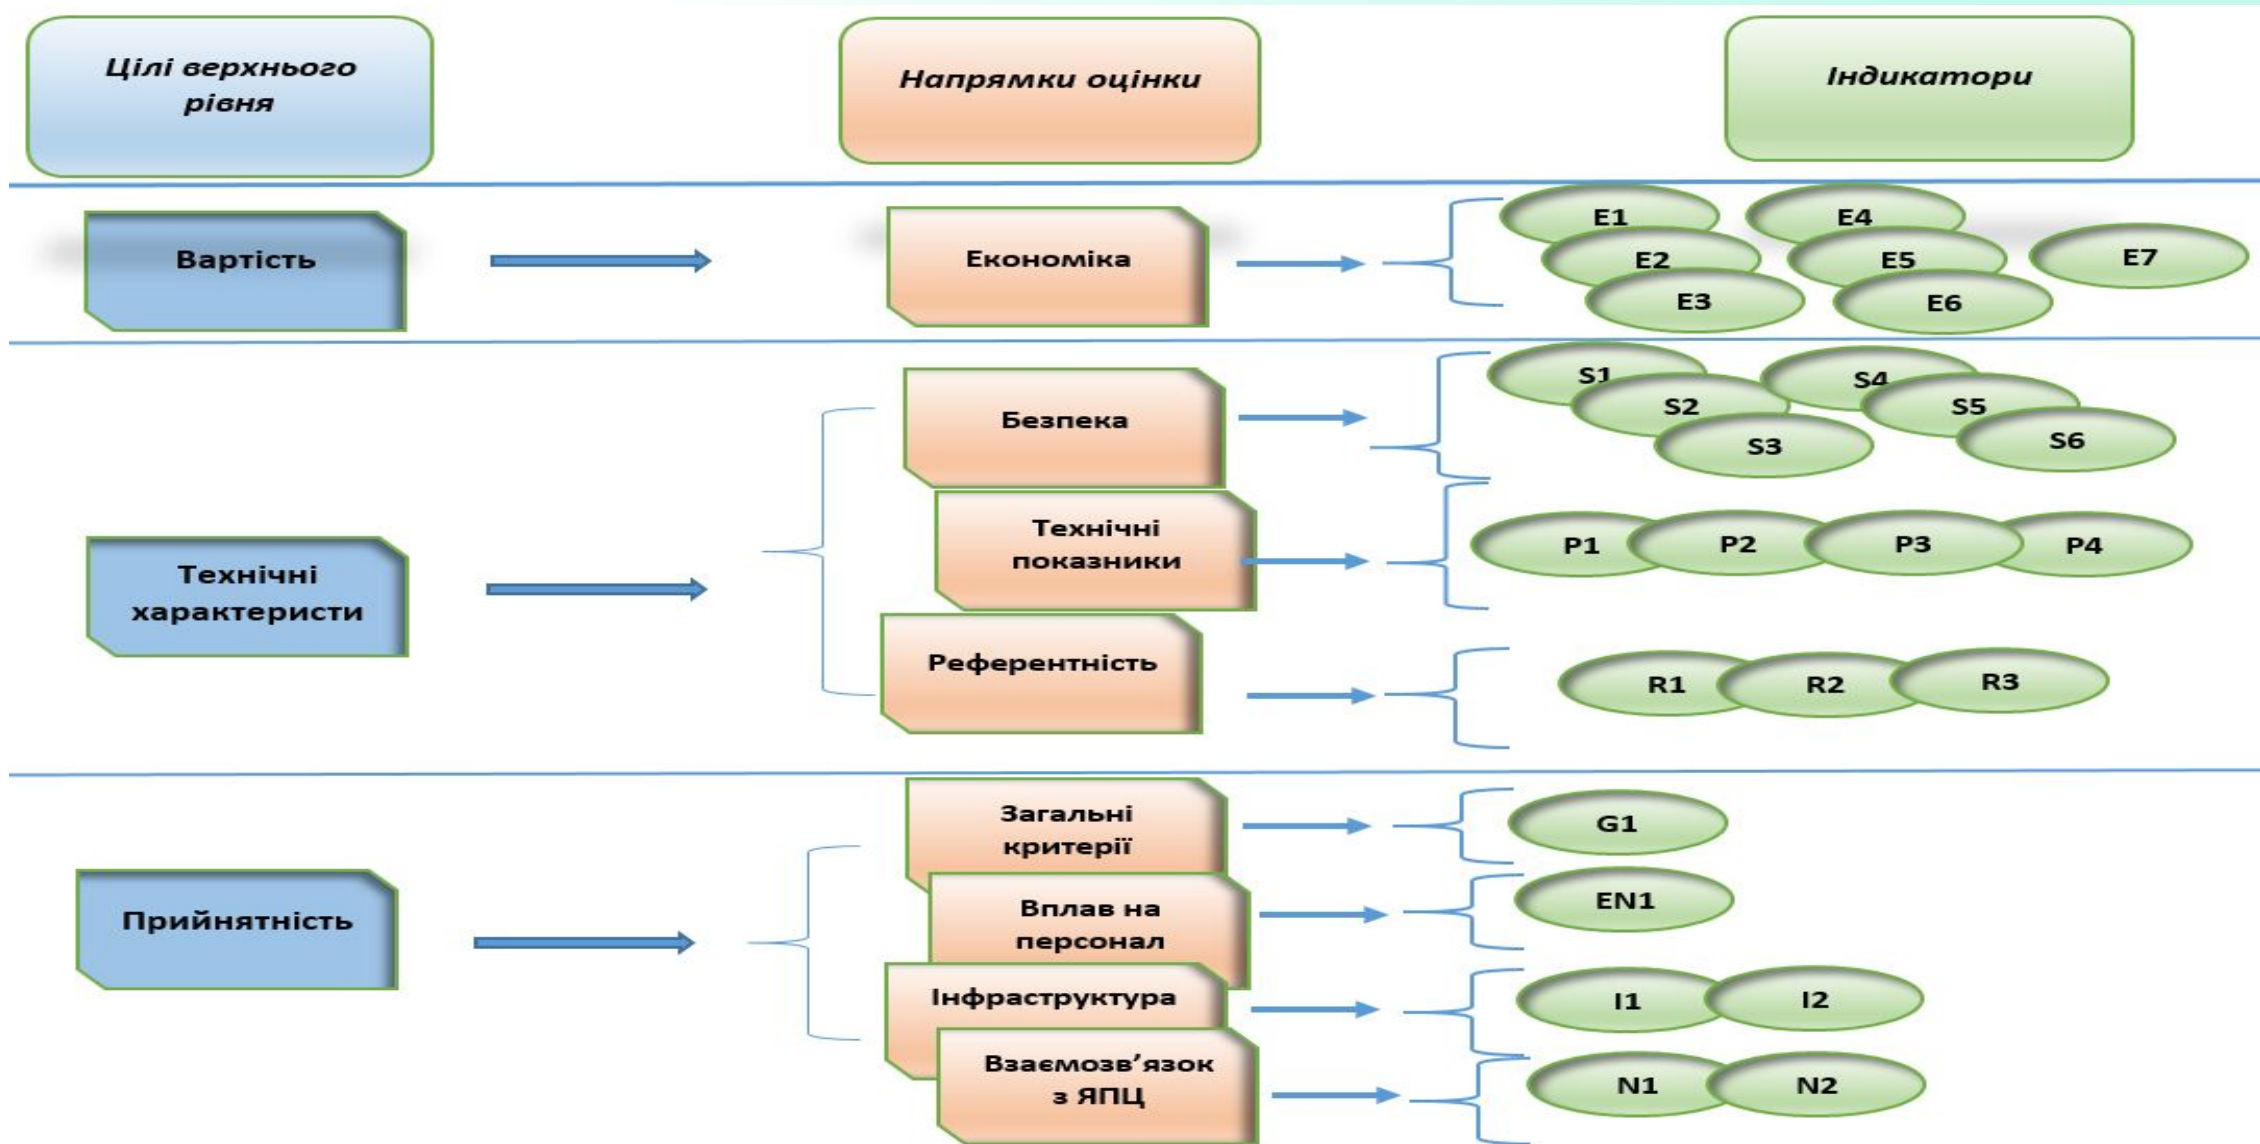 Цілі верхнього
рівня
Напрямки оцінки
Індикатори
Вартість
Економіка
E1
E4
E2
E5
E7
E3
E6
Технічні
характеристи
Безпека
S1
S4
S2
S5
S3
S6
Технічні
показники
P1
P2
P3
P4
Референтність
R1
R2
R3
Прийнятність
Загальні
критерії
G1
Вплав на
персонал
EN1
Інфраструктура
I1
I2
Взаємозв’язок
з ЯПЦ
N1
N2